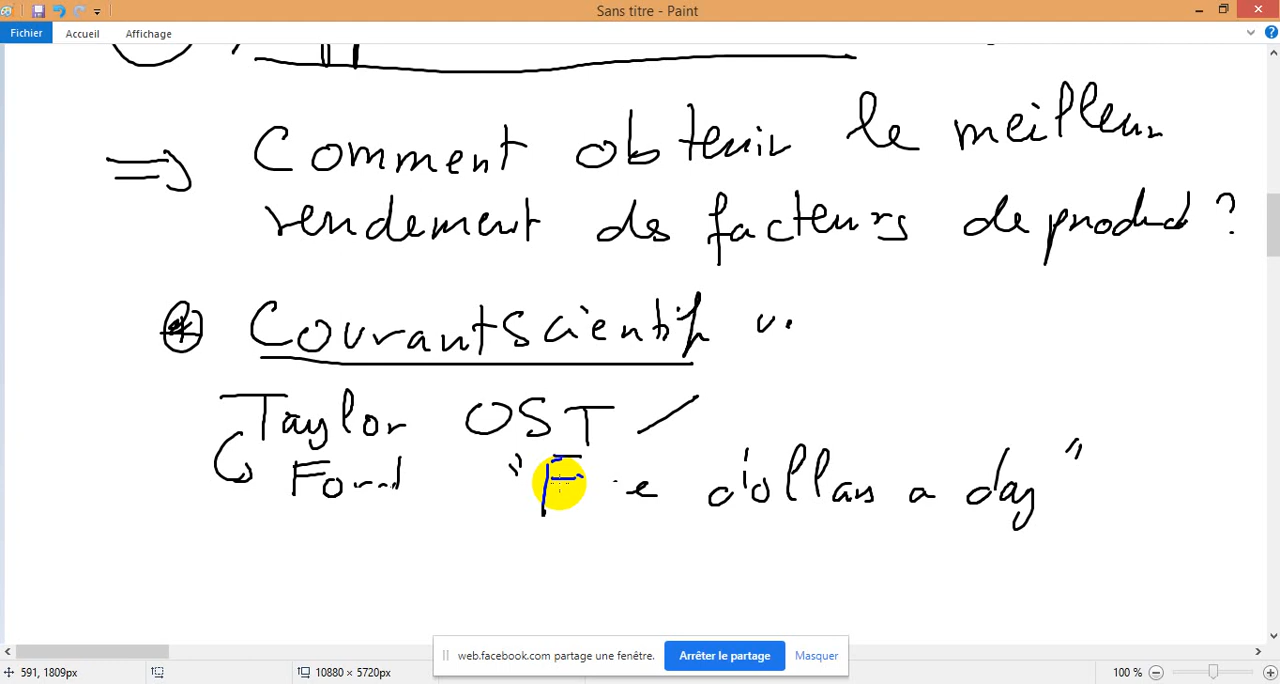 Sans titre - Paint
Fichier Accueil Affichage
=> Comment obtenir le meilleur
rendement des facteurs de product ?
Courant Scientif
Taylor OST
Ford " dollars a day "
web.facebook.com partage une fenêtre. Arrêter le partage Masquer
591, 1809px 10880 × 5720px 100 %